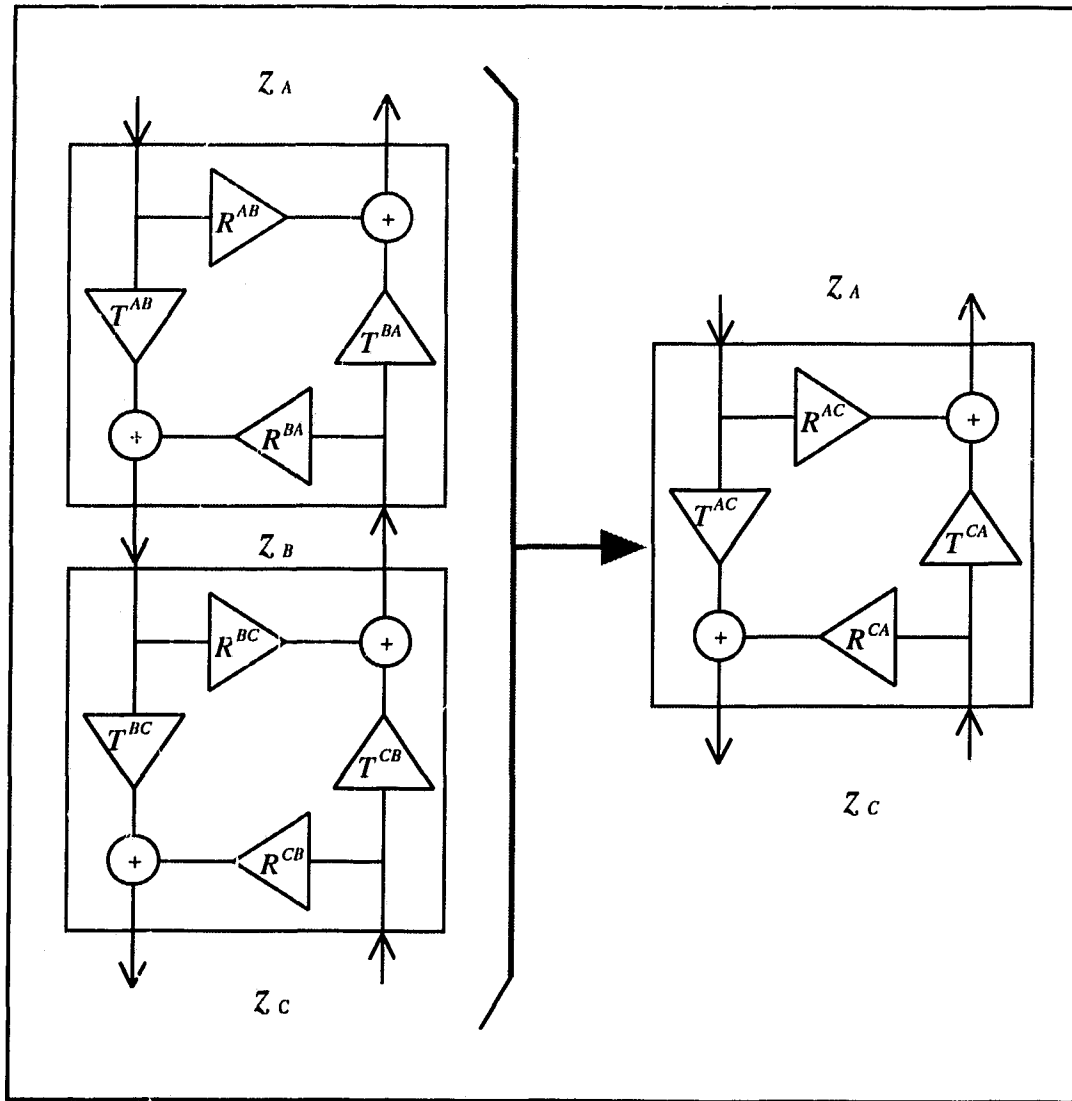 z A
R^{AB}
+
T^{AB}
T^{BA}
+
R^{BA}
z B
R^{BC}
+
T^{BC}
T^{CB}
+
R^{CB}
z C
z A
R^{AC}
+
T^{AC}
T^{CA}
+
R^{CA}
z C